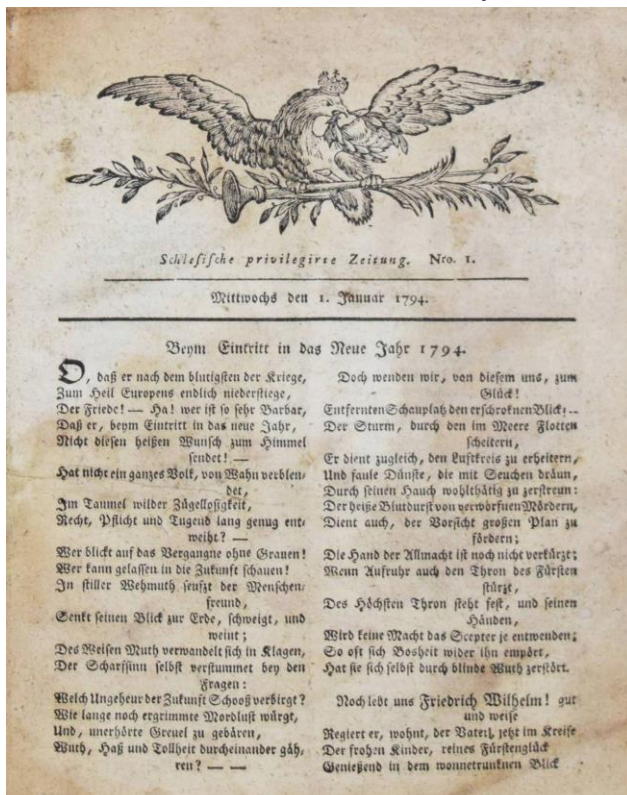 Schlesische privilegirte Zeitung. Nro. 1.
Mittwochs den 1. Januar 1794.
Beym Eintritt in das Neue Jahr 1794.
O, daß er nach dem blutigsten der Kriege,
Zum Heil Europens endlich niederstiege,
Der Friede! — Ha! wer ist so sehr Barbar,
Daß er, beym Eintritt in das neue Jahr,
Nicht diesen heißen Wunsch zum Himmel
sendet! —
Hat nicht ein ganzes Volk, von Wahn verblen-
det,
Im Taumel wilder Zügellosigkeit,
Recht, Pflicht und Tugend lang genug ent-
weiht? —
Wer blickt auf das Vergangne ohne Grauen!
Wer kann gelassen in die Zukunft schauen!
In stiller Wehmuth seufzt der Menschen-
freund,
Senkt seinen Blick zur Erde, schweigt, und
weint;
Des Weisen Muth verwandelt sich in Klagen,
Der Scharfsinn selbst verstummet bey den
Fragen:
Welch Ungeheur der Zukunft Schooß verbirgt?
Wie lange noch ergrimmte Mordlust würgt,
Und, unerhörte Greuel zu gebären,
Wuth, Haß und Tollheit durcheinander gäh-
ren? — —
Doch wenden wir, von diesem uns, zum
Glück!
Entfernten Schauplatz den erschroknen Blick! --
Der Sturm, durch den im Meere Flotten
scheitern,
Er dient zugleich, den Luftkreis zu erheitern,
Und faule Dünste, die mit Seuchen dräun,
Durch seinen Hauch wohlthätig zu zerstreun:
Der heiße Blutdurst von verworfnen Mördern,
Dient auch, der Vorsicht großen Plan zu
fördern;
Die Hand der Allmacht ist noch nicht verkürzt;
Wenn Aufruhr auch den Thron des Fürsten
stürzt,
Des Höchsten Thron steht fest, und seinen
Händen,
Wird keine Macht das Scepter je entwenden;
So oft sich Bosheit wider ihn empört,
Hat sie sich selbst durch blinde Wuth zerstört.
Noch lebt uns Friedrich Wilhelm! gut
und weise
Regiert er, wohnt, der Vater, jetzt im Kreise
Der frohen Kinder, reines Fürstenglück
Genießend in dem wonnetrunknen Blick